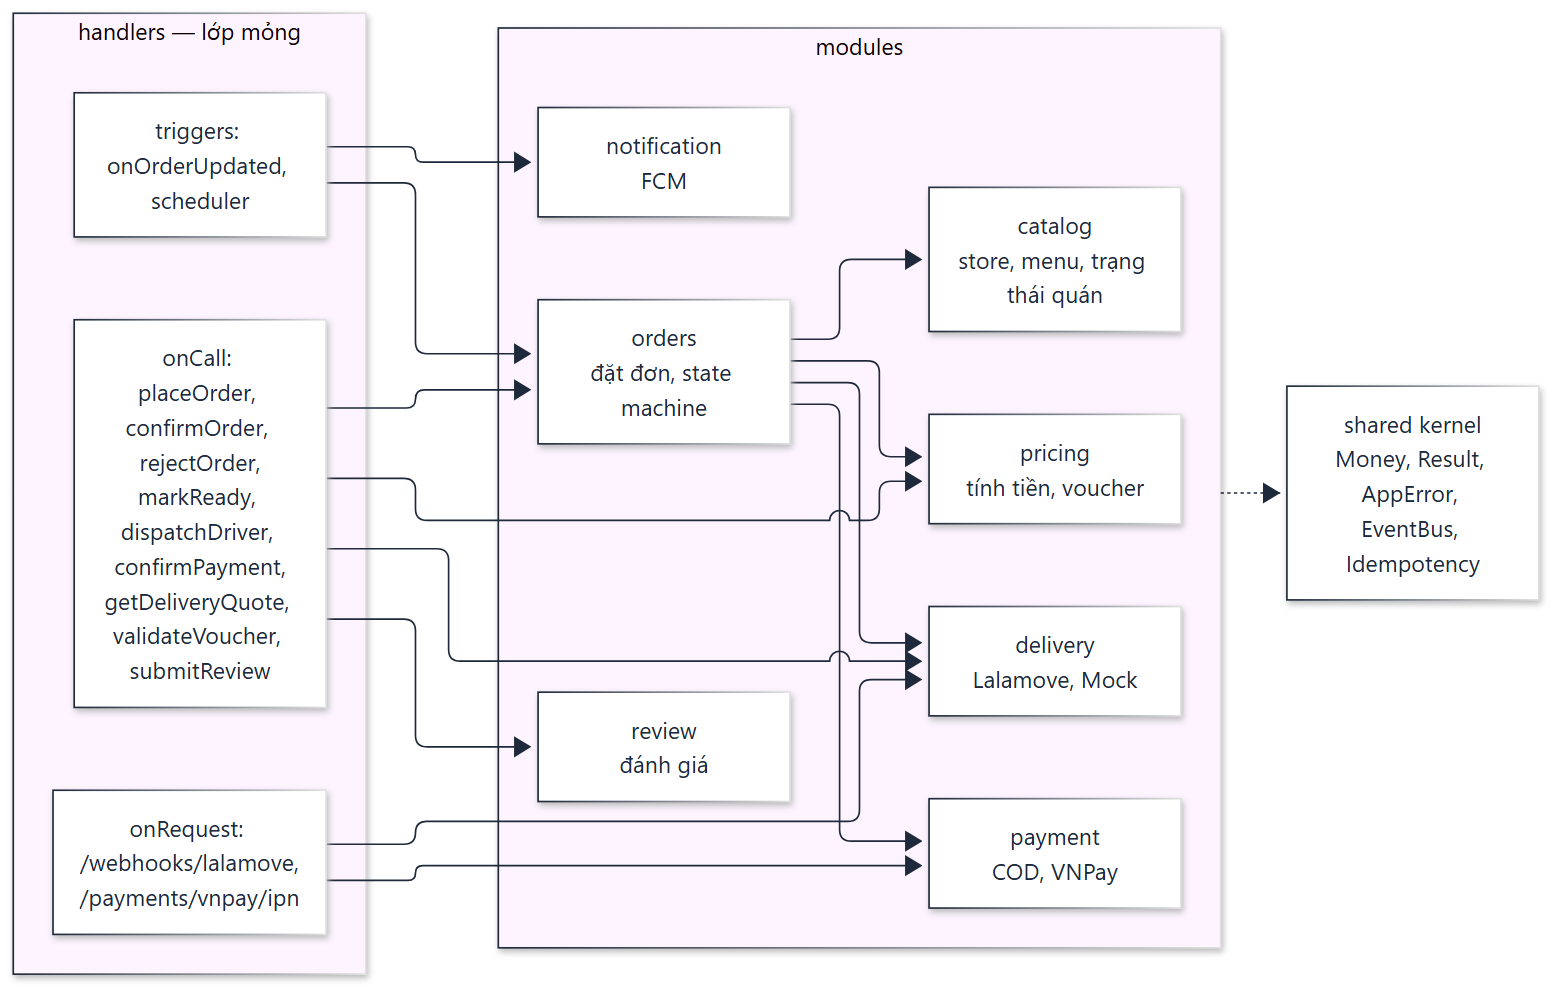 handlers — lớp mỏng
triggers:
onOrderUpdated,
scheduler
onCall:
placeOrder,
confirmOrder,
rejectOrder,
markReady,
dispatchDriver,
confirmPayment,
getDeliveryQuote,
validateVoucher,
submitReview
onRequest:
/webhooks/lalamove,
/payments/vnpay/ipn
modules
notification
FCM
orders
đặt đơn, state
machine
review
đánh giá
catalog
store, menu, trạng
thái quán
pricing
tính tiền, voucher
delivery
Lalamove, Mock
payment
COD, VNPay
shared kernel
Money, Result,
AppError,
EventBus,
Idempotency